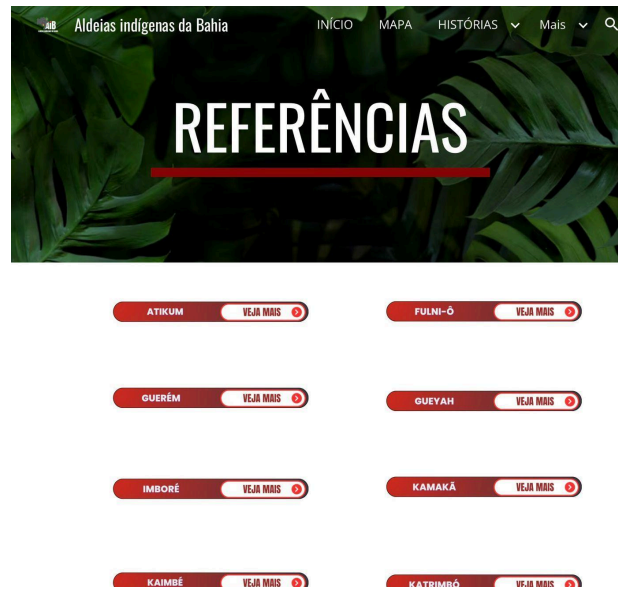 AIB
Aldeias indígenas da Bahia INÍCIO MAPA HISTÓRIAS Mais
REFERÊNCIAS
ATIKUM VEJA MAIS FULNI-Ô VEJA MAIS
GUERÉM VEJA MAIS GUEYAH VEJA MAIS
IMBORÉ VEJA MAIS KAMAKÃ VEJA MAIS
KAIMBÉ VEJA MAIS KATRIMBÓ VEJA MAIS